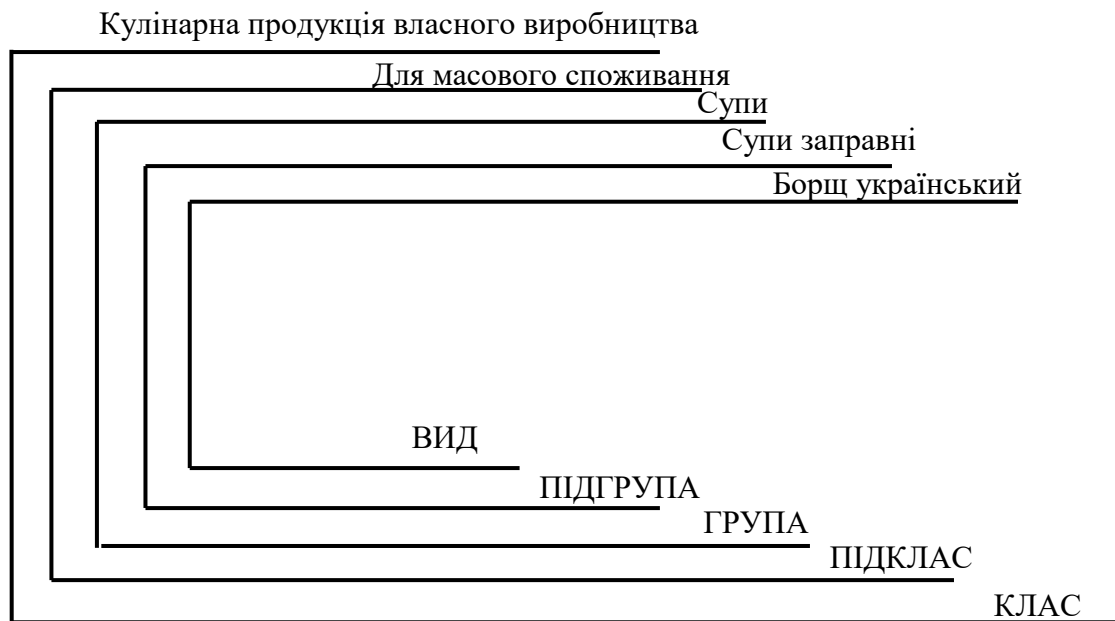 Кулінарна продукція власного виробництва
Для масового споживання
Супи
Супи заправні
Борщ український
ВИД
ПІДГРУПА
ГРУПА
ПІДКЛАС
КЛАС